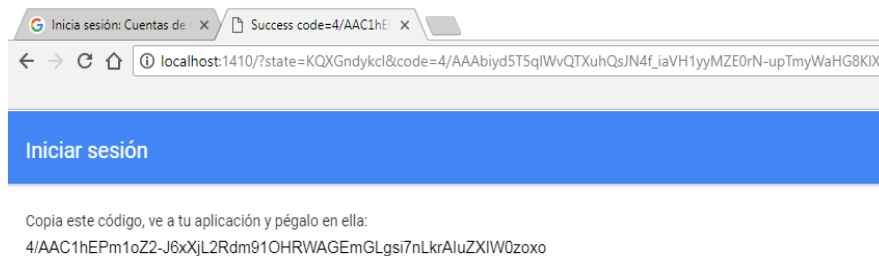 Inicia sesión: Cuentas de
Success code=4/AAC1hE
localhost:1410/?state=KQXGndykcl&code=4/AAAbiyd5T5qIWvQTXuhQsJN4f_iaVH1yyMZE0rN-upTmyWaHG8KlX
Iniciar sesión
Copia este código, ve a tu aplicación y pégalo en ella:
4/AAC1hEPm1oZ2-J6xXjL2Rdm91OHRWAGEmGLgsi7nLkrAluZXIW0zoxo